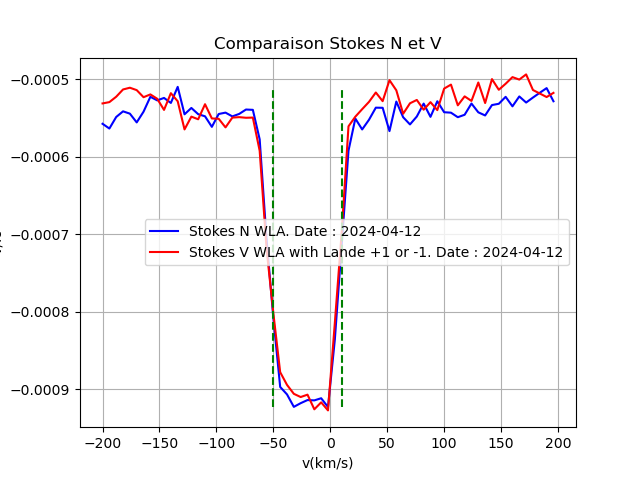 Comparaison Stokes N et V
−0.0005
−0.0006
−0.0007
−0.0008
−0.0009
Stokes N WLA. Date : 2024-04-12
Stokes V WLA with Lande +1 or -1. Date : 2024-04-12
−200 −150 −100 −50 0 50 100 150 200
v(km/s)